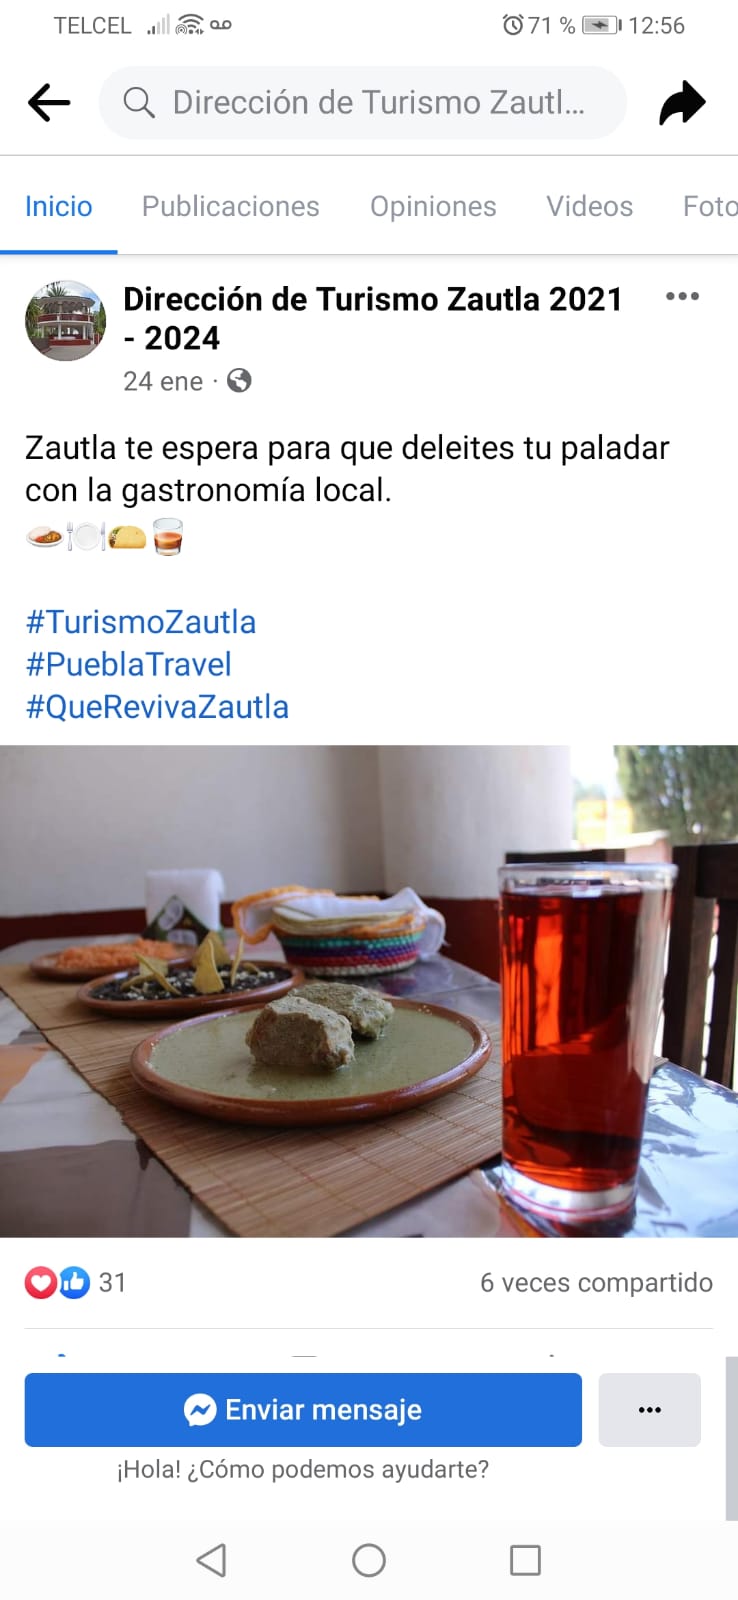 TELCEL 71 % 12:56
Dirección de Turismo Zautl...
Inicio Publicaciones Opiniones Videos Foto
Dirección de Turismo Zautla 2021
- 2024
24 ene ·
Zautla te espera para que deleites tu paladar
con la gastronomía local.
#TurismoZautla
#PueblaTravel
#QueRevivaZautla
31 6 veces compartido
Enviar mensaje
¡Hola! ¿Cómo podemos ayudarte?